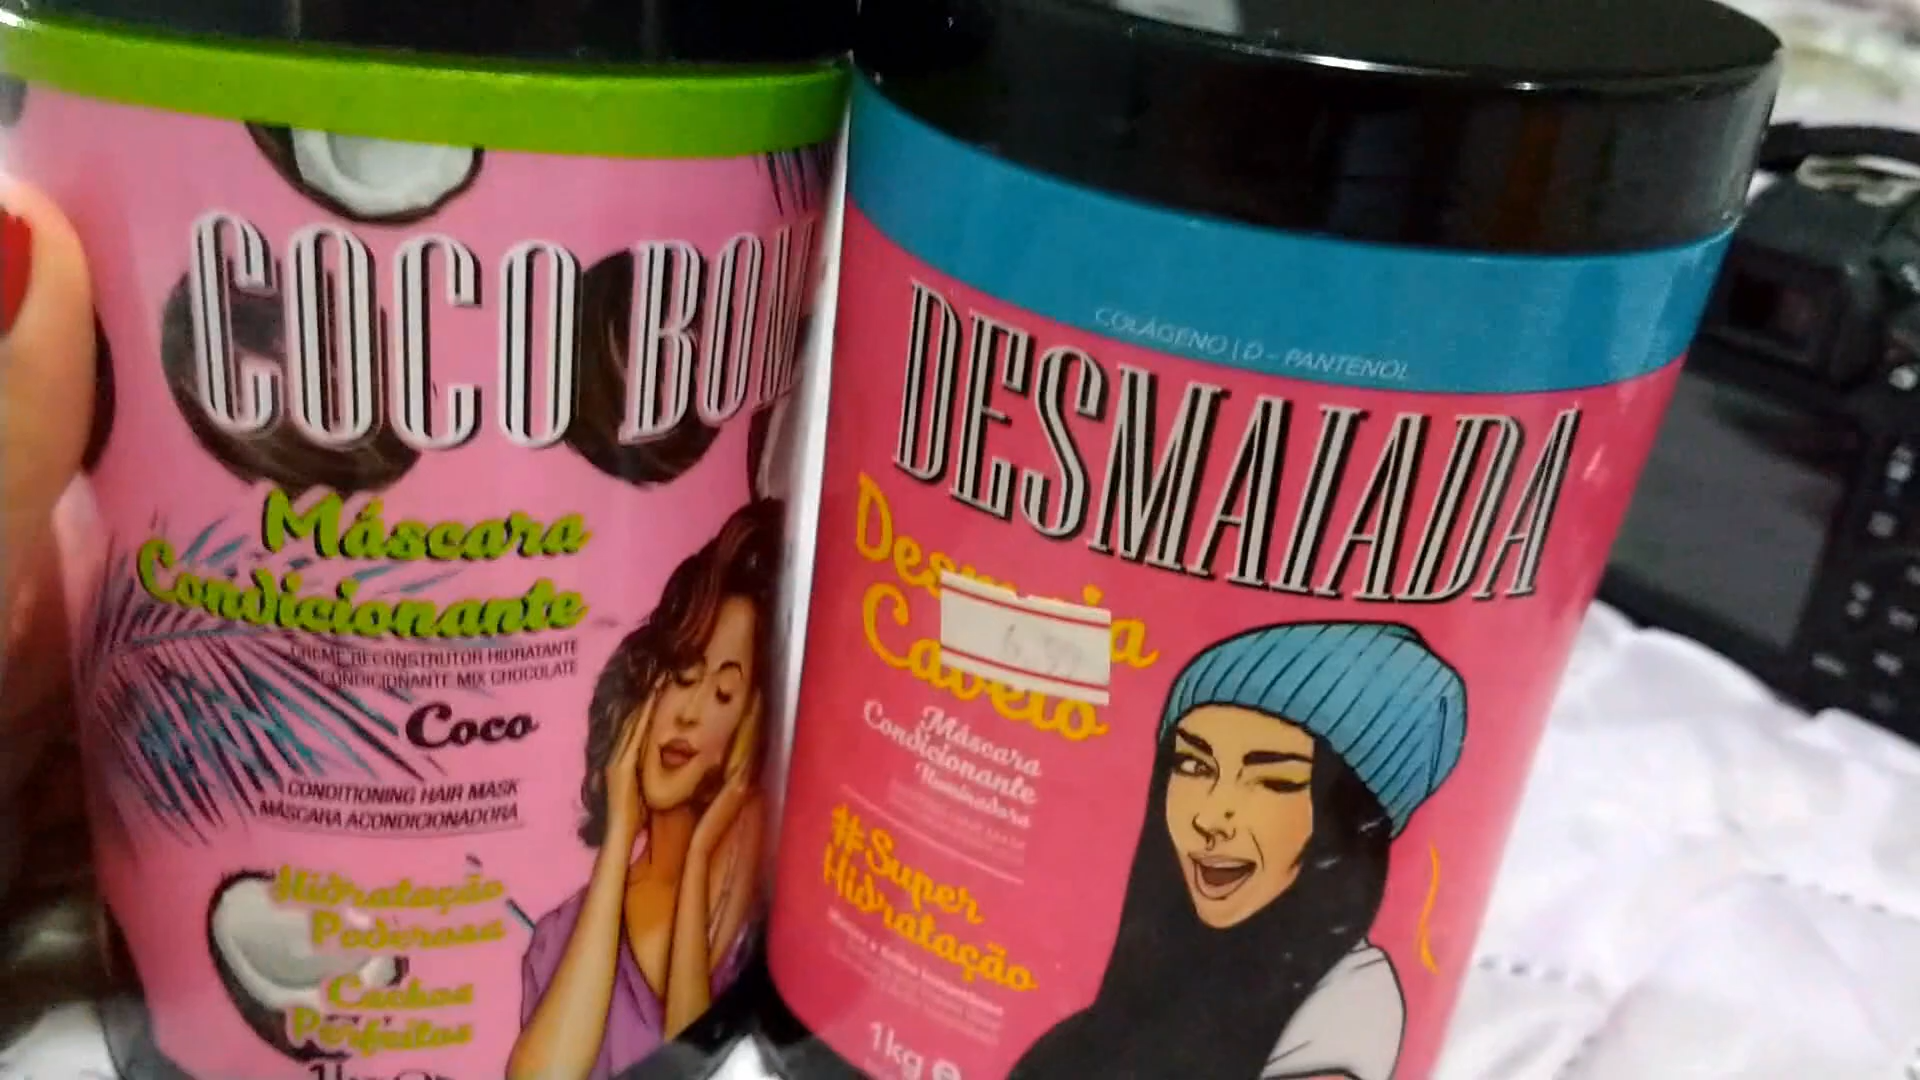 COCO
Máscara
Condicionante
CREME RECONSTRUTOR HIDRATANTE
CONDICIONANTE MIX CHOCOLATE
Coco
CONDITIONING HAIR MASK
MÁSCARA ACONDICIONADORA
Hidratação
Poderosa
Cachos
Perfeitos
COLÁGENO | D - PANTENOL
DESMAIADA
Desmaia
Cabelo
Máscara
Condicionante
#Super
Hidratação
1kg e